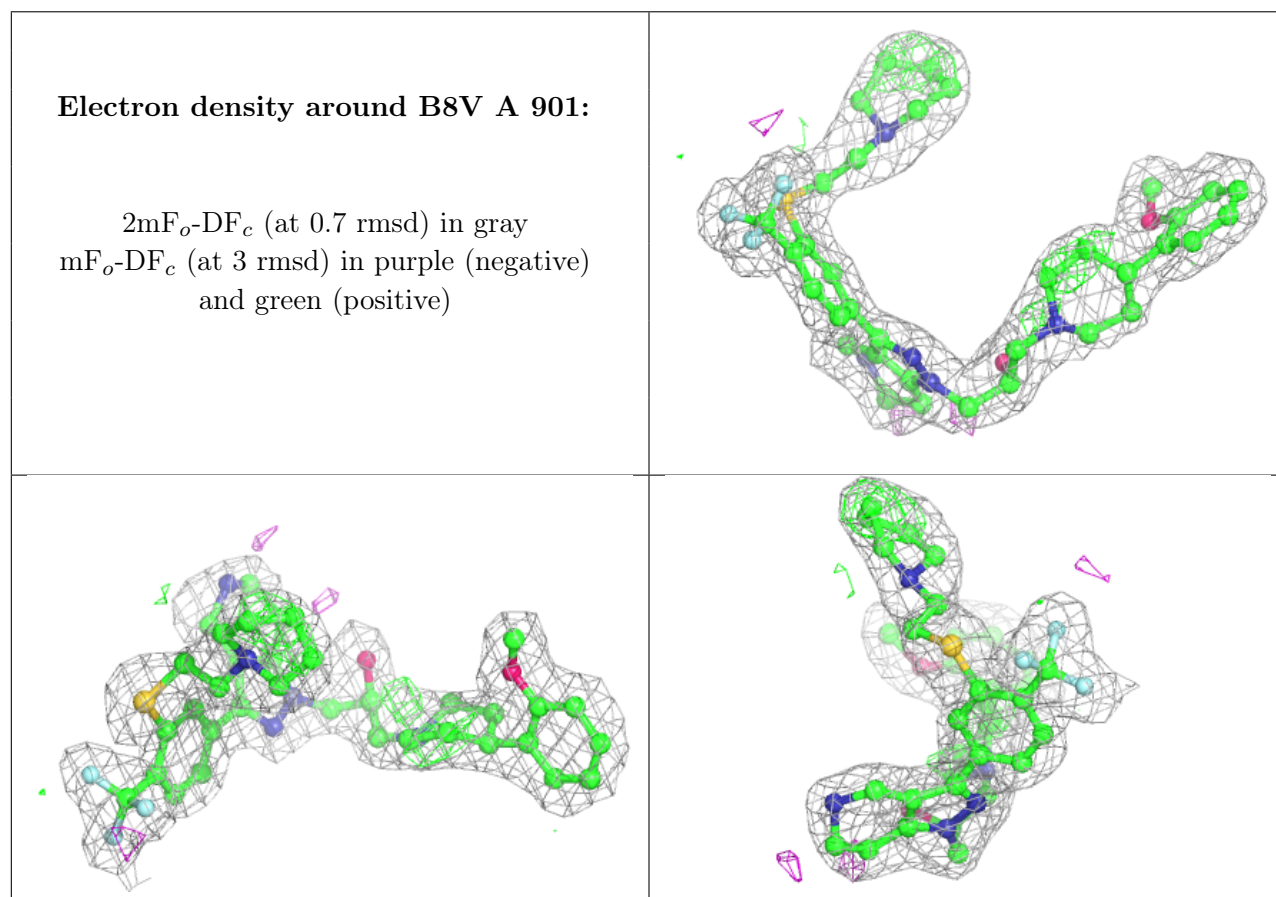 Electron density around B8V A 901:
2mFo-DFc (at 0.7 rmsd) in gray
mFo-DFc (at 3 rmsd) in purple (negative)
and green (positive)